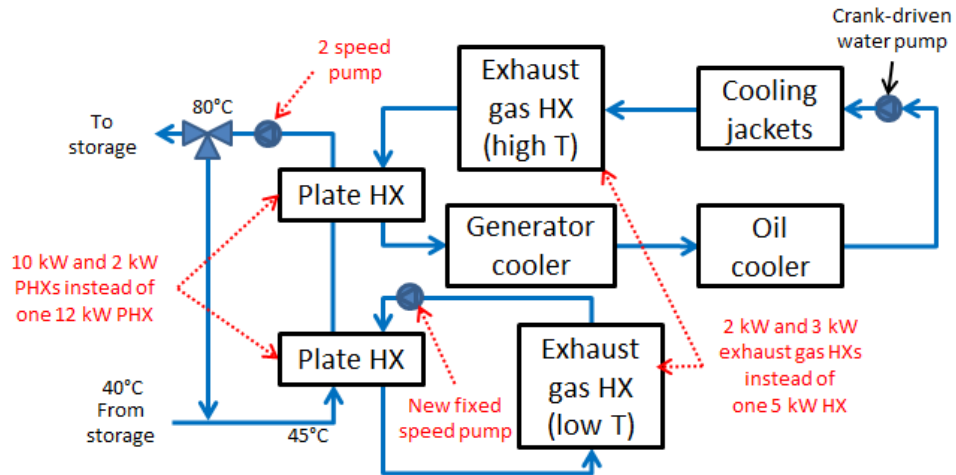 Crank-driven
water pump
2 speed
pump
80°C
To
storage
Exhaust
gas HX
(high T)
Cooling
jackets
Plate HX
Generator
cooler
Oil
cooler
10 kW and 2 kW
PHXs instead of
one 12 kW PHX
Plate HX
Exhaust
gas HX
(low T)
2 kW and 3 kW
exhaust gas HXs
instead of
one 5 kW HX
40°C
From
storage
45°C
New fixed
speed pump